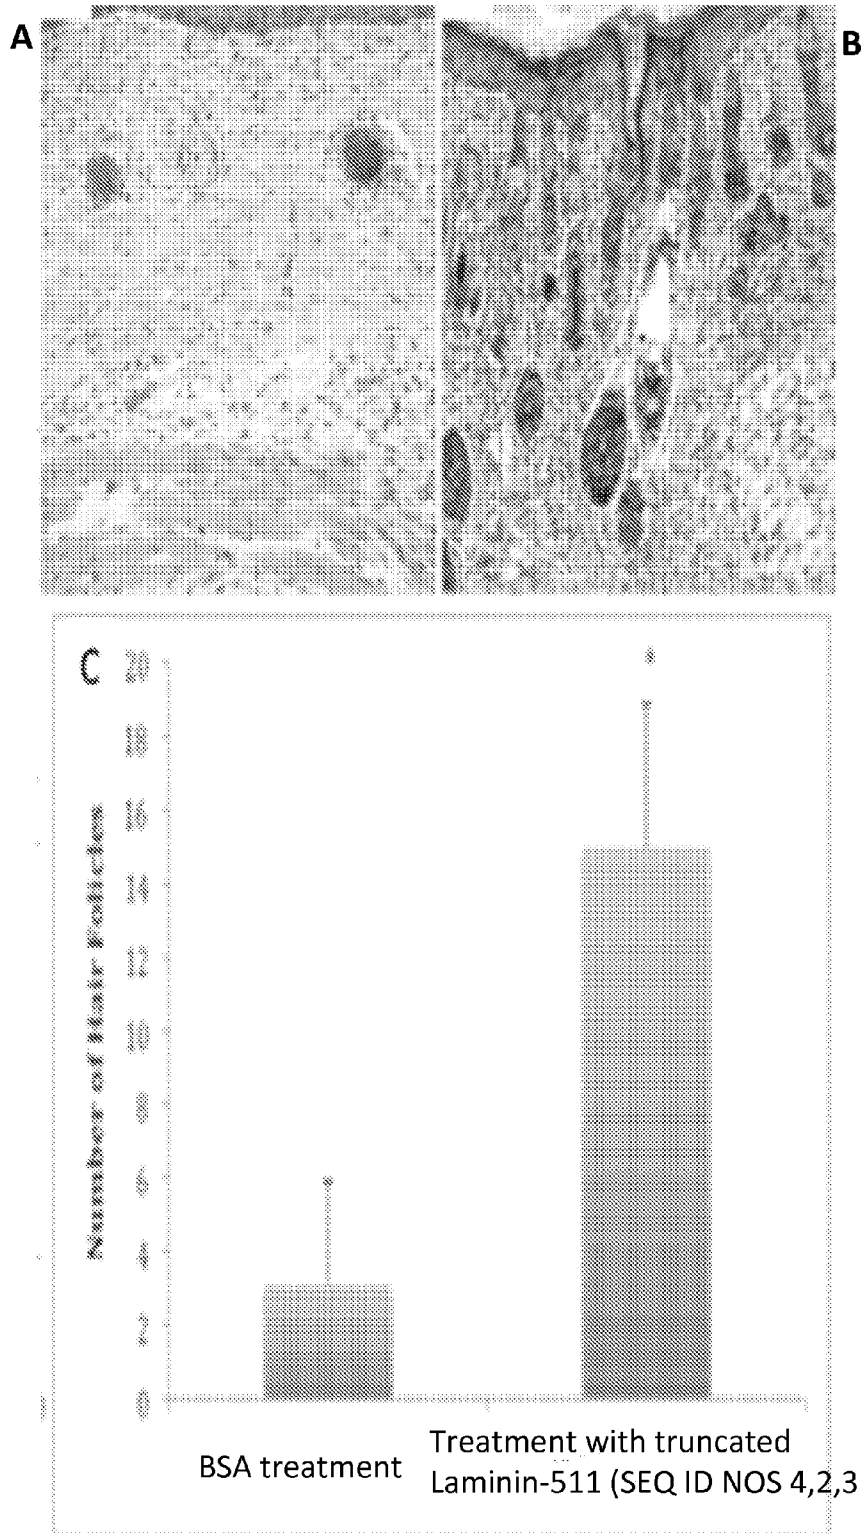 A
B
C
20
18
16
14
12
10
8
6
4
2
0
Number of Hair Folicles
*
BSA treatment
Treatment with truncated
Laminin-511 (SEQ ID NOS 4,2,3